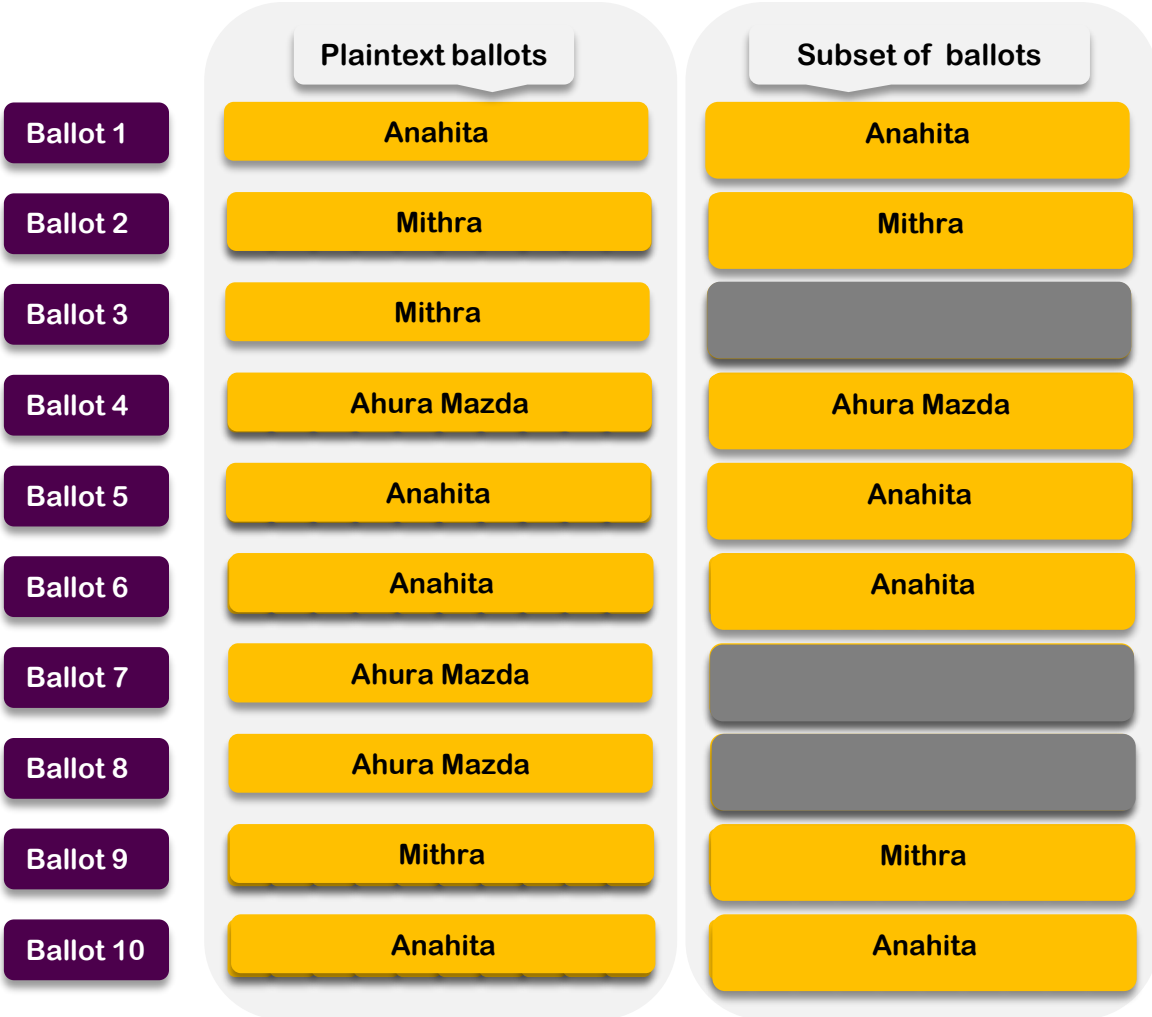 Plaintext ballots
Subset of ballots
Ballot 1
Anahita
Anahita
Ballot 2
Mithra
Mithra
Ballot 3
Mithra
Ballot 4
Ahura Mazda
Ahura Mazda
Ballot 5
Anahita
Anahita
Ballot 6
Anahita
Anahita
Ballot 7
Ahura Mazda
Ballot 8
Ahura Mazda
Ballot 9
Mithra
Mithra
Ballot 10
Anahita
Anahita